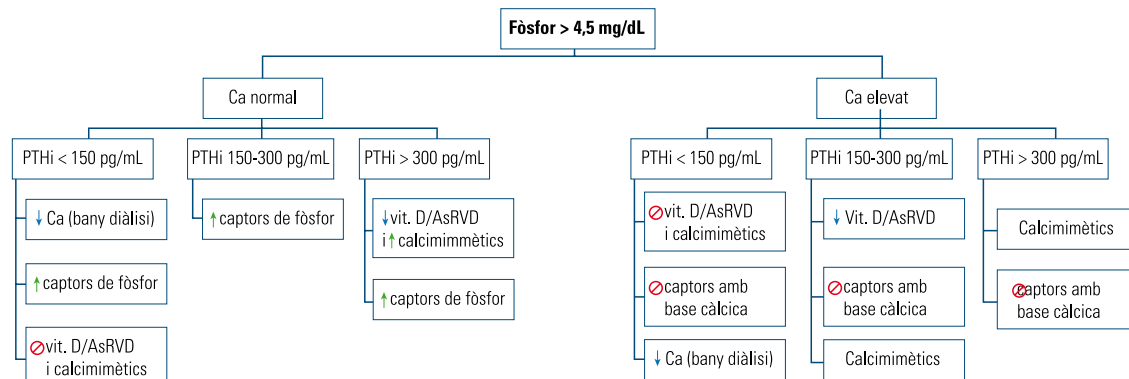 Fòsfor > 4,5 mg/dL
Ca normal
Ca elevat
PTHi < 150 pg/mL
PTHi 150-300 pg/mL
PTHi > 300 pg/mL
↓ Ca (bany diàlisi)
↑ captors de fòsfor
vit. D/AsRVD
i calcimimètics
↑ captors de fòsfor
↓ vit. D/AsRVD
i ↑ calcimimmètics
↑ captors de fòsfor
PTHi < 150 pg/mL
PTHi 150-300 pg/mL
PTHi > 300 pg/mL
vit. D/AsRVD
i calcimimètics
captors amb
base càlcica
↓ Ca (bany diàlisi)
↓ Vit. D/AsRVD
captors amb
base càlcica
Calcimimètics
Calcimimètics
captors amb
base càlcica